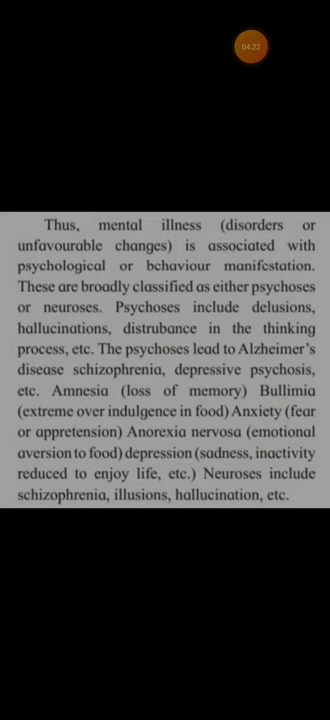 04:22
Thus, mental illness (disorders or
unfavourable changes) is associated with
psychological or behaviour manifestation.
These are broadly classified as either psychoses
or neuroses. Psychoses include delusions,
hallucinations, distrubance in the thinking
process, etc. The psychoses lead to Alzheimer's
disease schizophrenia, depressive psychosis,
etc. Amnesia (loss of memory) Bullimia
(extreme over indulgence in food) Anxiety (fear
or appretension) Anorexia nervosa (emotional
aversion to food) depression (sadness, inactivity
reduced to enjoy life, etc.) Neuroses include
schizophrenia, illusions, hallucination, etc.